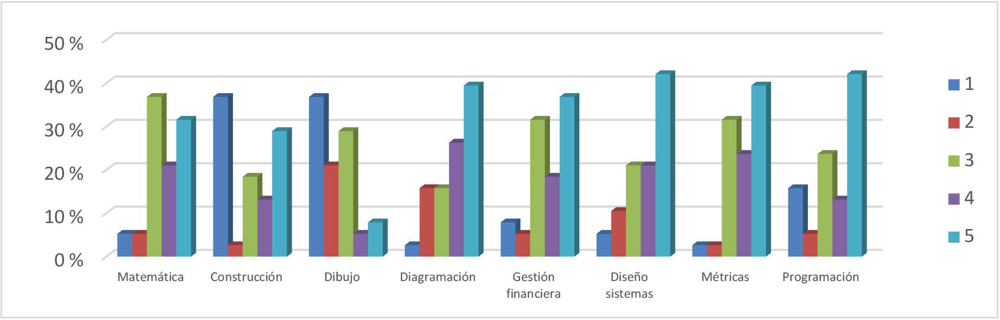 50 %
40 %
30 %
20 %
10 %
0 %
Matemática
Construcción
Dibujo
Diagramación
Gestión
financiera
Diseño
sistemas
Métricas
Programación
1
2
3
4
5